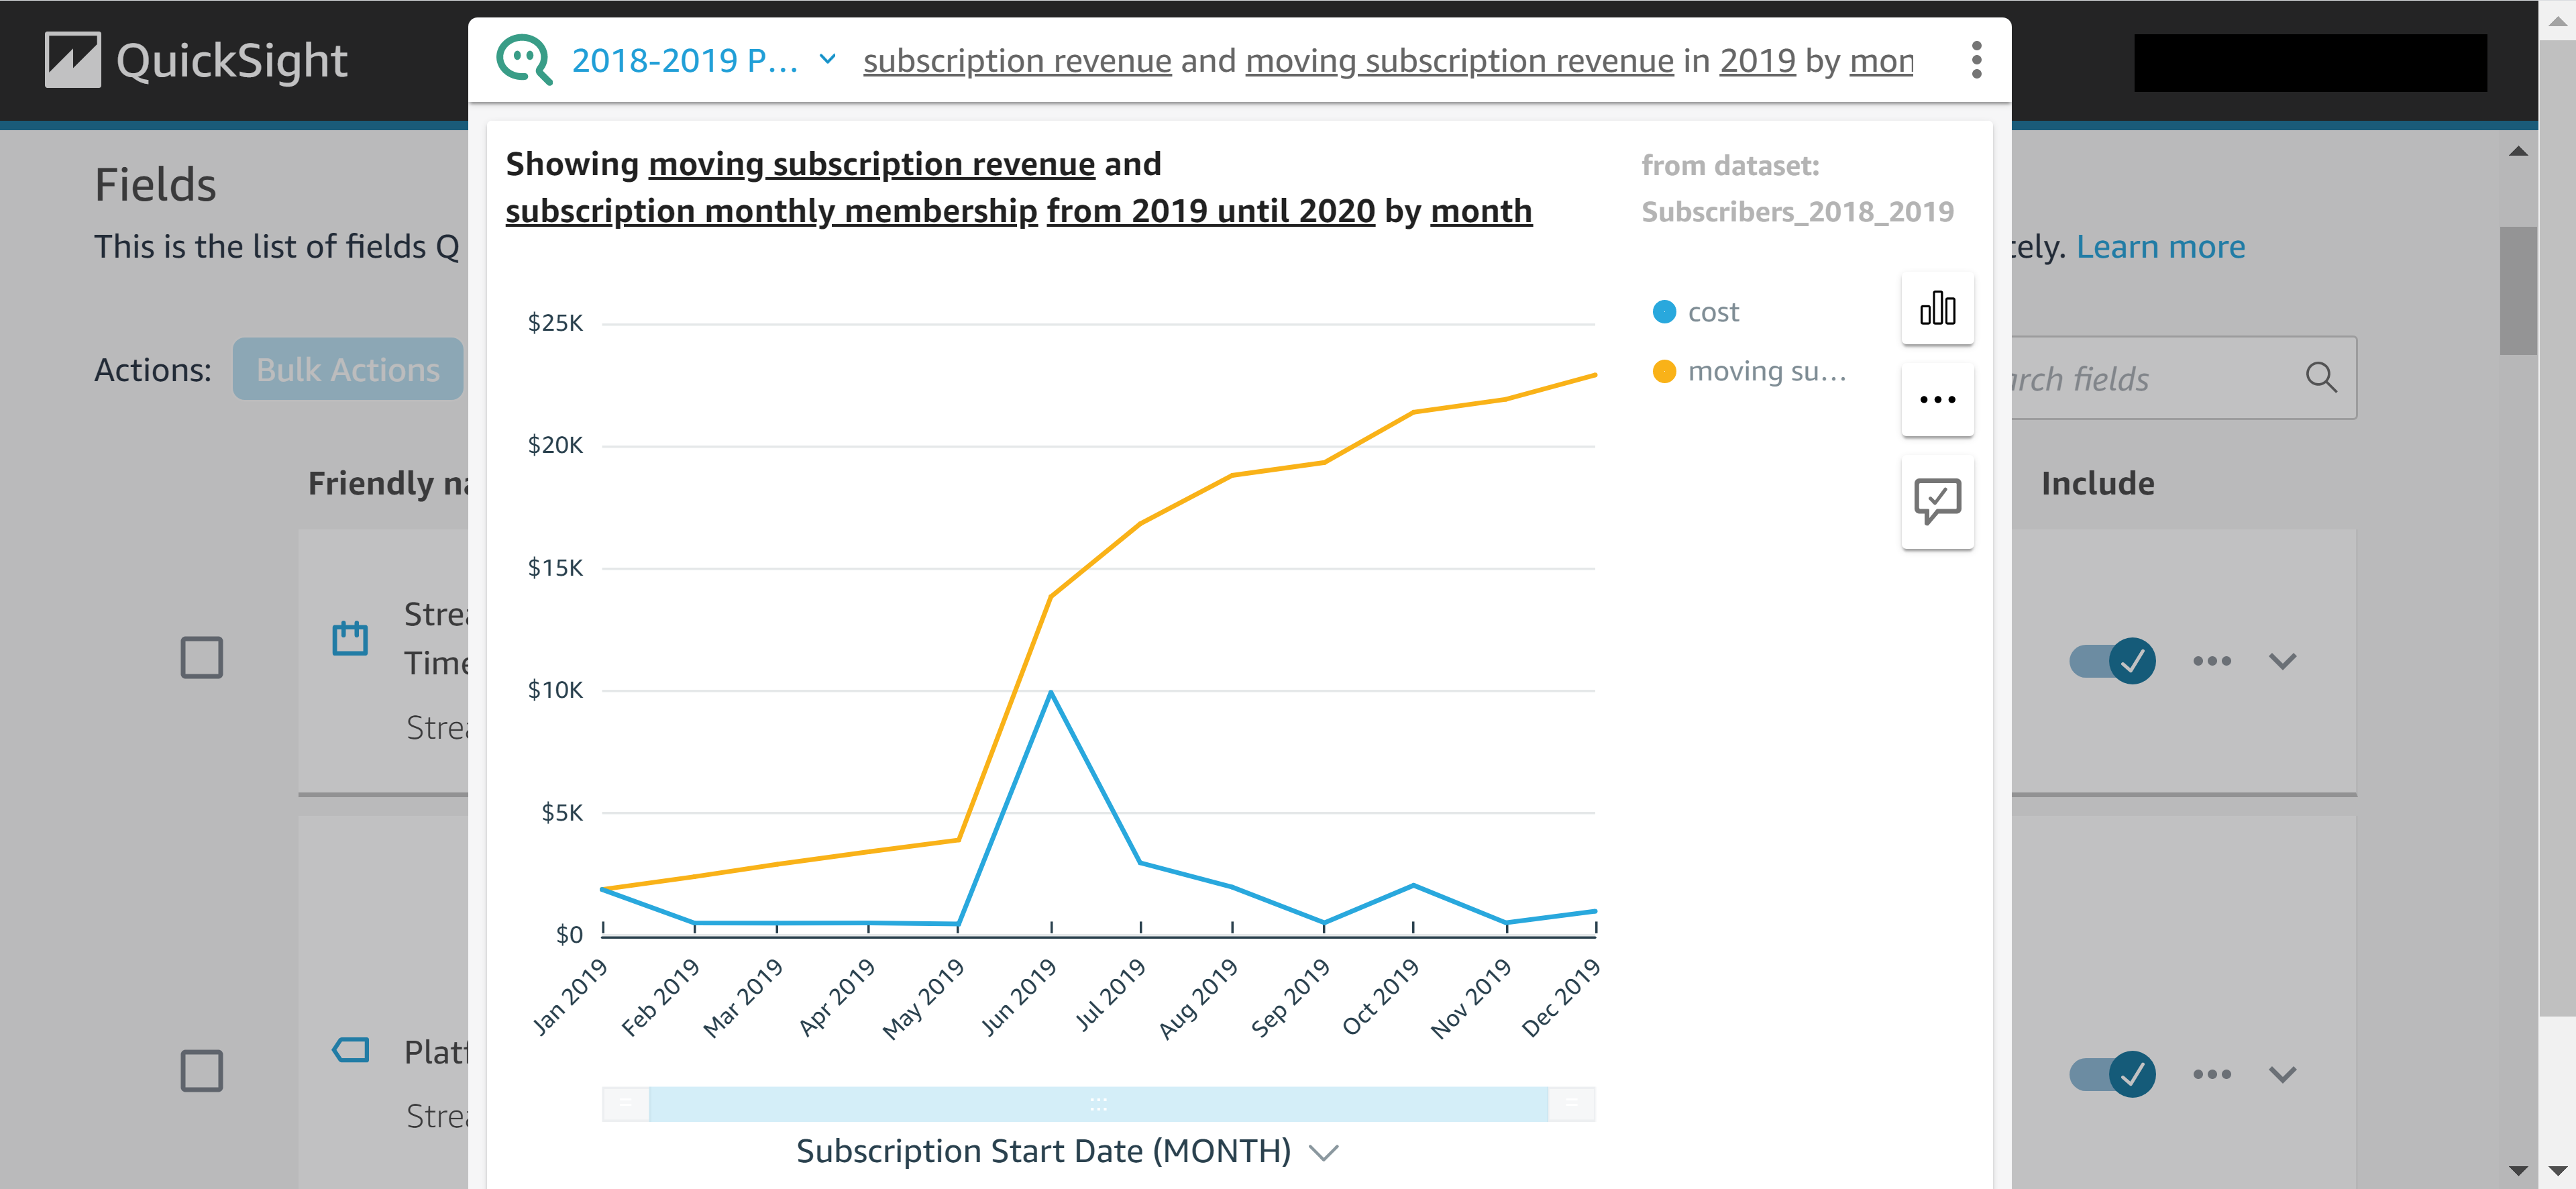 QuickSight
2018-2019 P...
subscription revenue and moving subscription revenue in 2019 by mon
Fields
This is the list of fields Q
tely. Learn more
Actions:
Bulk Actions
arch fields
Friendly na
Include
Strea
Time
Strea
Platf
Strea
Showing moving subscription revenue and
subscription monthly membership from 2019 until 2020 by month
from dataset:
Subscribers_2018_2019
cost
moving su...
$25K
$20K
$15K
$10K
$5K
$0
Jan 2019
Feb 2019
Mar 2019
Apr 2019
May 2019
Jun 2019
Jul 2019
Aug 2019
Sep 2019
Oct 2019
Nov 2019
Dec 2019
Subscription Start Date (MONTH)